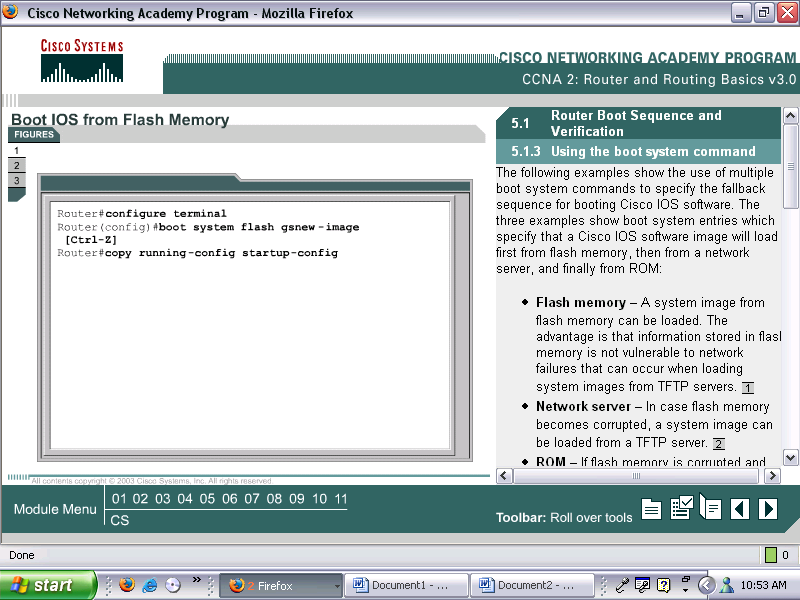 Cisco Networking Academy Program - Mozilla Firefox
CISCO SYSTEMS
CISCO NETWORKING ACADEMY PROGRAM
CCNA 2: Router and Routing Basics v3.0
Boot IOS from Flash Memory
FIGURES
1
2
3
Router#configure terminal
Router(config)#boot system flash gsnew-image
[Ctrl-Z]
Router#copy running-config startup-config
5.1 Router Boot Sequence and
Verification
5.1.3 Using the boot system command
The following examples show the use of multiple
boot system commands to specify the fallback
sequence for booting Cisco IOS software. The
three examples show boot system entries which
specify that a Cisco IOS software image will load
first from flash memory, then from a network
server, and finally from ROM:
Flash memory – A system image from
flash memory can be loaded. The
advantage is that information stored in flash
memory is not vulnerable to network
failures that can occur when loading
system images from TFTP servers. 1
Network server – In case flash memory
becomes corrupted, a system image can
be loaded from a TFTP server. 2
ROM – If flash memory is corrupted and
All contents copyright © 2003 Cisco Systems, Inc. All rights reserved.
Module Menu
01 02 03 04 05 06 07 08 09 10 11
CS
Toolbar: Roll over tools
Done
0
start
»
? Firefox
Document1 - ...
Document2 - ...
10:53 AM